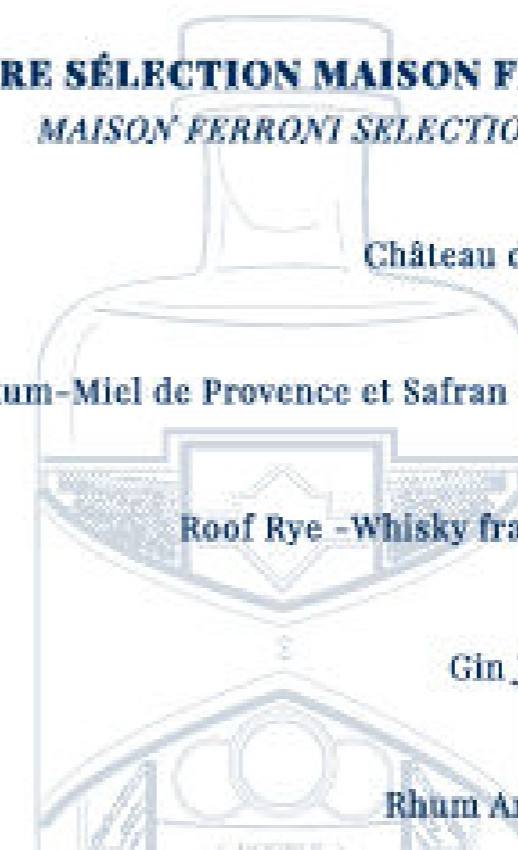 RE SÉLECTION MAISON F
MAISON FERRONI SELECTIO
Château
um-Miel de Provence et Safran
Roof Rye -Whisky fra
Gin
Rhum